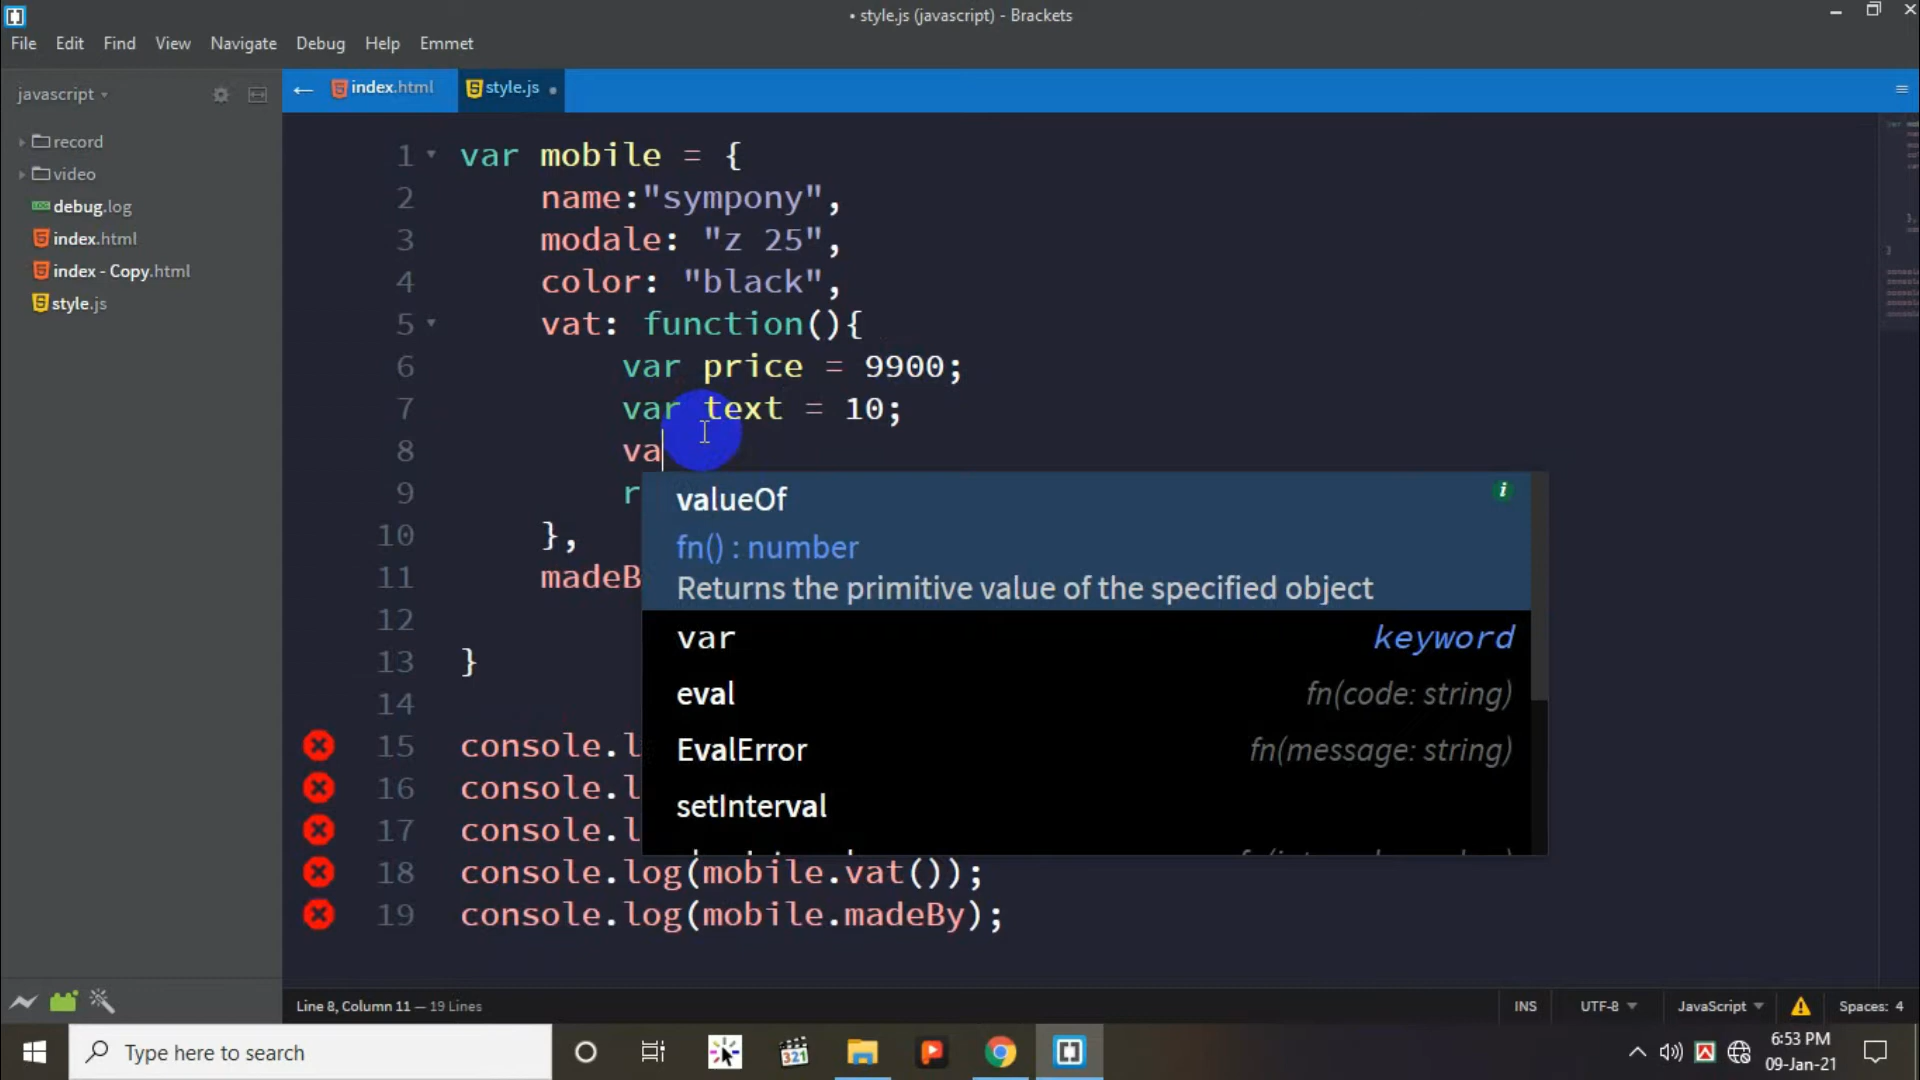 • style.js (javascript) - Brackets
File Edit Find View Navigate Debug Help Emmet
javascript
record
video
debug.log
index.html
index - Copy.html
style.js
index.html style.js
1 var mobile = {
2 name:"sympony",
3 modale: "z 25",
4 color: "black",
5 vat: function(){
6 var price = 9900;
7 var text = 10;
8 va
9 r
10 },
11 madeB
12
13 }
14
15 console.l
16 console.l
17 console.l
18 console.log(mobile.vat());
19 console.log(mobile.madeBy);
valueOf
fn() : number
Returns the primitive value of the specified object
var keyword
eval fn(code: string)
EvalError fn(message: string)
setInterval
Line 8, Column 11 — 19 Lines
INS UTF-8 JavaScript Spaces: 4
Type here to search
321
6:53 PM
09-Jan-21